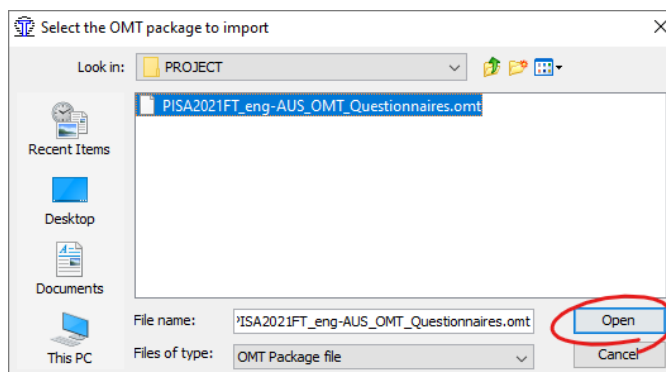 Select the OMT package to import
Look in: PROJECT
PISA2021FT_eng-AUS_OMT_Questionnaires.omt
Recent Items
Desktop
Documents
This PC
File name: PISA2021FT_eng-AUS_OMT_Questionnaires.omt Open
Files of type: OMT Package file Cancel